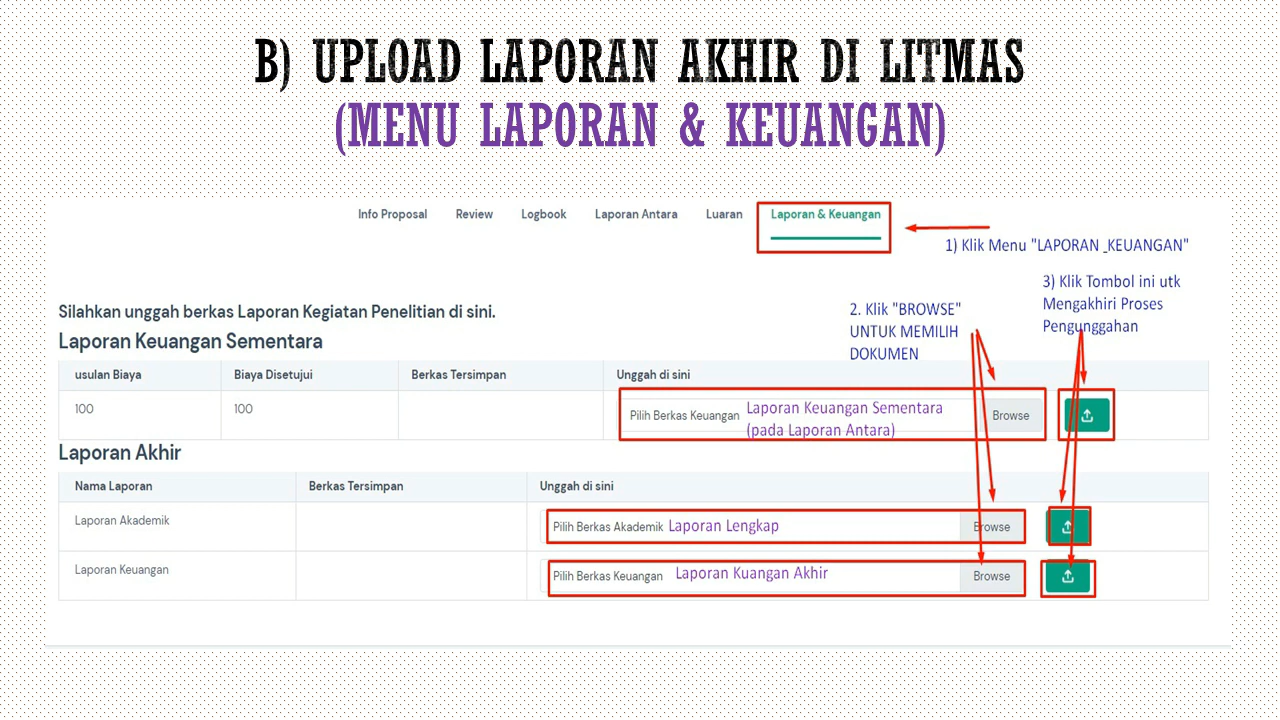 B) UPLOAD LAPORAN AKHIR DI LITMAS
(MENU LAPORAN & KEUANGAN)
Info Proposal Review Logbook Laporan Antara Luaran Laporan & Keuangan
1) Klik Menu "LAPORAN _KEUANGAN"
3) Klik Tombol ini utk
Mengakhiri Proses
Pengunggahan
2. Klik "BROWSE"
UNTUK MEMILIH
DOKUMEN
Silahkan unggah berkas Laporan Kegiatan Penelitian di sini.
Laporan Keuangan Sementara
usulan Biaya Biaya Disetujui Berkas Tersimpan Unggah di sini
100 100 Pilih Berkas Keuangan Laporan Keuangan Sementara Browse
(pada Laporan Antara)
Laporan Akhir
Nama Laporan Berkas Tersimpan Unggah di sini
Laporan Akademik Pilih Berkas Akademik Laporan Lengkap Browse
Laporan Keuangan Pilih Berkas Keuangan Laporan Kuangan Akhir Browse